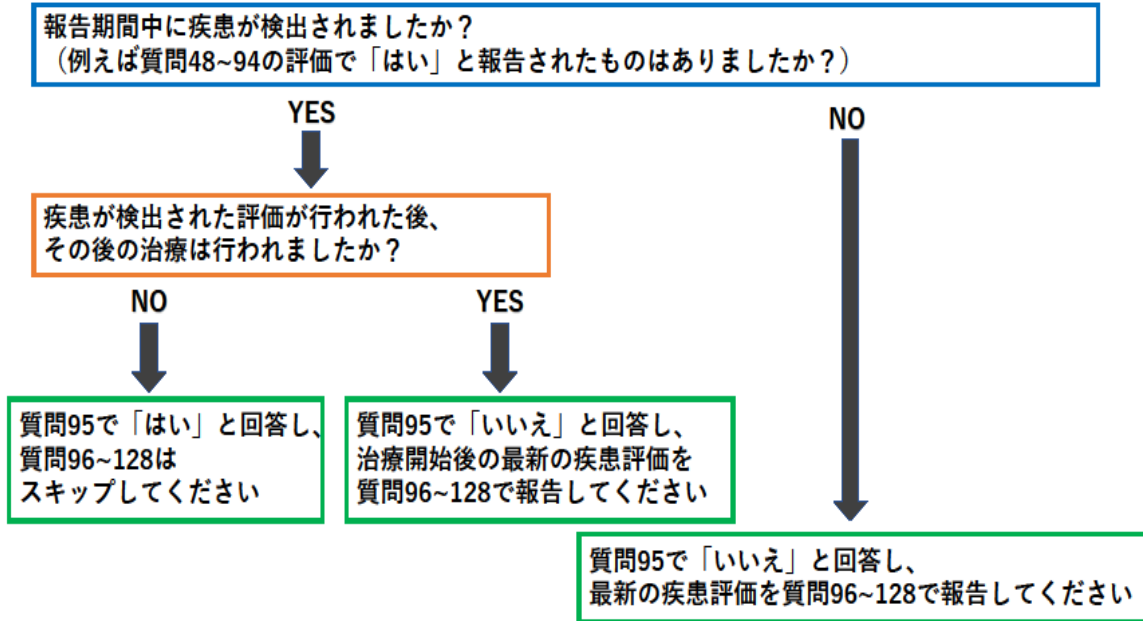 報告期間中に疾患が検出されましたか？
（例えば質問48~94の評価で「はい」と報告されたものはありましたか？）
YES
NO
疾患が検出された評価が行われた後、
その後の治療は行われましたか？
NO
YES
質問95で「はい」と回答し、
質問96~128は
スキップしてください
質問95で「いいえ」と回答し、
治療開始後の最新の疾患評価を
質問96~128で報告してください
質問95で「いいえ」と回答し、
最新の疾患評価を質問96~128で報告してください